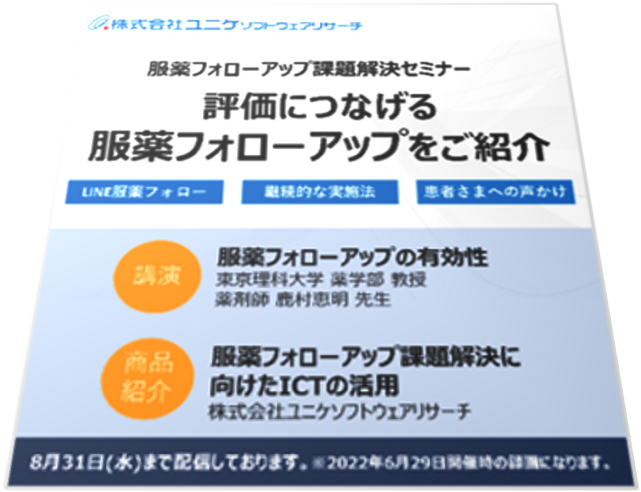 株式会社ユニケソフトウェアリサーチ
服薬フォローアップ課題解決セミナー
評価につなげる
服薬フォローアップをご紹介
LINE服薬フォロー
継続的な実施法
患者さまへの声かけ
講演
服薬フォローアップの有効性
東京理科大学 薬学部 教授
薬剤師 鹿村恵明 先生
商品
紹介
服薬フォローアップ課題解決に
向けたICTの活用
株式会社ユニケソフトウェアリサーチ
8月31日(水)まで配信しております。※2022年6月29日開催時の録画になります。